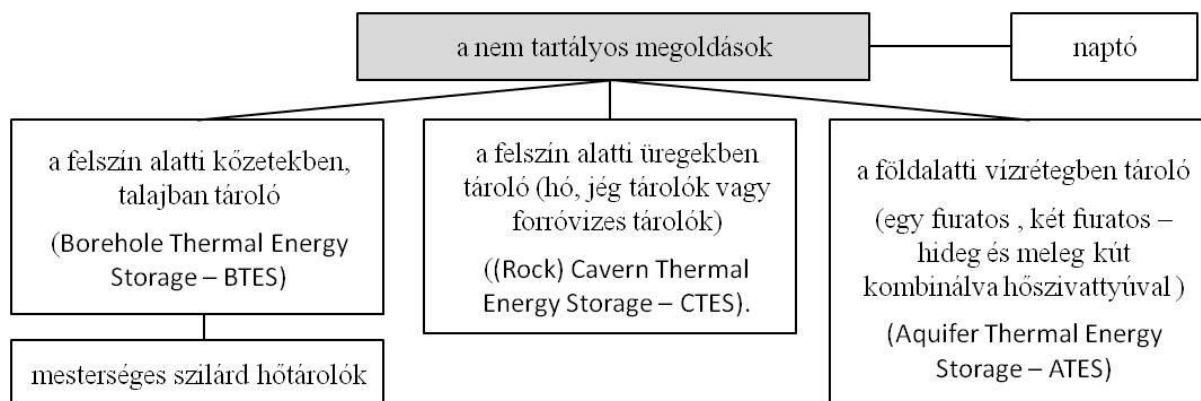 a nem tartályos megoldások
naptó
a felszín alatti kőzetekben,
talajban tároló
(Borehole Thermal Energy
Storage – BTES)
mesterséges szilárd hőtárolók
a felszín alatti üregekben
tároló (hó, jég tárolók vagy
forróvizes tárolók)
((Rock) Cavern Thermal
Energy Storage – CTES).
a földalatti vízrétegben tároló
(egy furatos , két furatos –
hideg és meleg kút
kombinálva hőszivattyúval )
(Aquifer Thermal Energy
Storage – ATES)